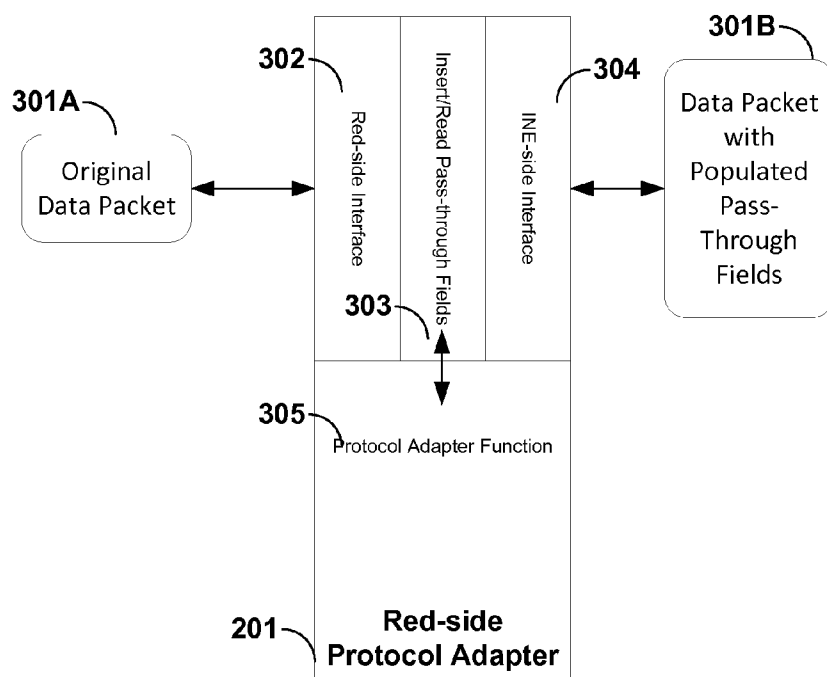 301A
Original
Data Packet
302
Red-side Interface
Insert/Read Pass-through Fields
303
INE-side Interface
304
301B
Data Packet
with
Populated
Pass-
Through
Fields
305
Protocol Adapter Function
201
Red-side
Protocol Adapter